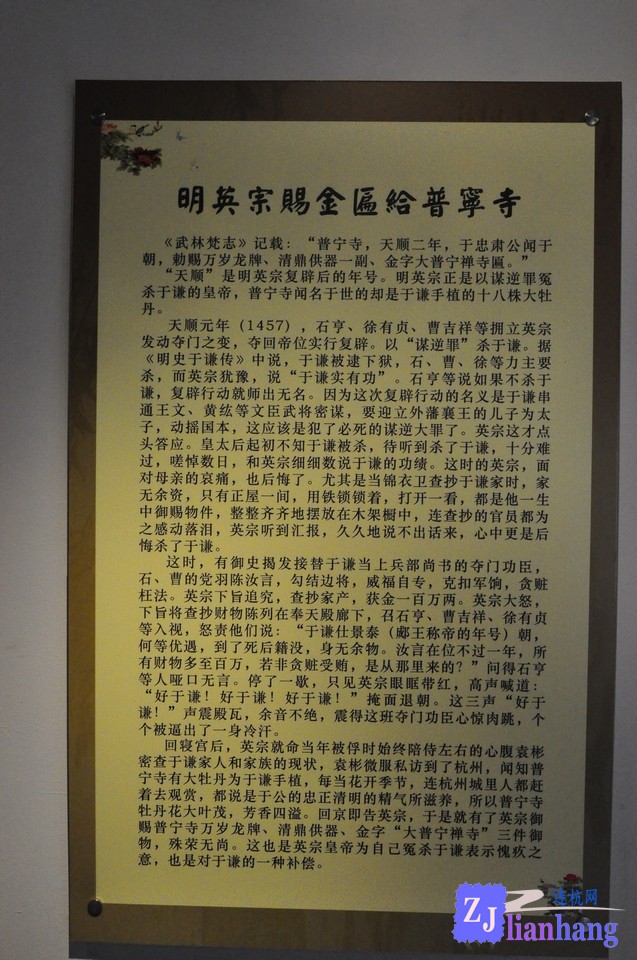 明英宗賜金匾給普寧寺
《武林梵志》记载：“普宁寺，天顺二年，于忠肃公闻于
朝，勅赐万岁龙牌、清鼎供器一副、金字大普宁禅寺匾。”
“天顺”是明英宗复辟后的年号。明英宗正是以谋逆罪冤
杀于谦的皇帝，普宁寺闻名于世的却是于谦手植的十八株大牡
丹。
天顺元年（1457），石亨、徐有贞、曹吉祥等拥立英宗
发动夺门之变，夺回帝位实行复辟。以“谋逆罪”杀于谦。据
《明史于谦传》中说，于谦被逮下狱，石、曹、徐等力主要
杀，而英宗犹豫，说“于谦实有功”。石亨等说如果不杀于
谦，复辟行动就师出无名。因为这次复辟行动的名义是于谦串
通王文、黄纮等文臣武将密谋，要迎立外藩襄王的儿子为太
子，动摇国本，这应该是犯了必死的谋逆大罪了。英宗这才点
头答应。皇太后起初不知于谦被杀，待听到杀了于谦，十分难
过，嗟悼数日，和英宗细细数说于谦的功绩。这时的英宗，面
对母亲的哀痛，也后悔了。尤其是当锦衣卫查抄于谦家时，家
无余资，只有正屋一间，用铁锁锁着，打开一看，都是他一生
中御赐物件，整整齐齐地摆放在木架橱中，连查抄的官员都为
之感动落泪，英宗听到汇报，久久地说不出话来，心中更是后
悔杀了于谦。
这时，有御史揭发接替于谦当上兵部尚书的夺门功臣，
石、曹的党羽陈汝言，勾结边将，威福自专，克扣军饷，贪赃
枉法。英宗下旨追究，查抄家产，获金一百万两。英宗大怒，
下旨将查抄财物陈列在奉天殿廊下，召石亨、曹吉祥、徐有贞
等入视，怒责他们说：“于谦仕景泰（郕王称帝的年号）朝，
何等优遇，到了死后籍没，身无余物。汝言在位不过一年，所
有财物多至百万，若非贪赃受贿，是从那里来的？”问得石亨
等人哑口无言。停了一歇，只见英宗眼眶带红，高声喊道：
“好于谦！好于谦！好于谦！”掩面退朝。这三声“好于
谦！”声震殿瓦，余音不绝，震得这班夺门功臣心惊肉跳，个
个被逼出了一身冷汗。
回寝宫后，英宗就命当年被俘时始终陪侍左右的心腹袁彬
密查于谦家人和家族的现状，袁彬微服私访到了杭州，闻知普
宁寺有大牡丹为于谦手植，每当花开季节，连杭州城里人都赶
着去观赏，都说是于公的忠正清明的精气所滋养，所以普宁寺
牡丹花大叶茂，芳香四溢。回京即告英宗，于是就有了英宗御
赐普宁寺万岁龙牌、清鼎供器、金字“大普宁禅寺”三件御
物，殊荣无尚。这也是英宗皇帝为自己冤杀于谦表示愧疚之
意，也是对于谦的一种补偿。
连杭网
ZJ lianhang